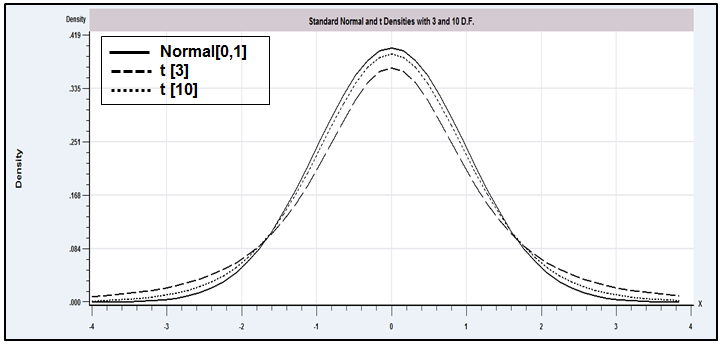 Density
Standard Normal and t Densities with 3 and 10 D.F.
.419
.335
.251
.168
.084
.000
Normal[0,1]
t [3]
t [10]
Density
-4 -3 -2 -1 0 1 2 3 4
X